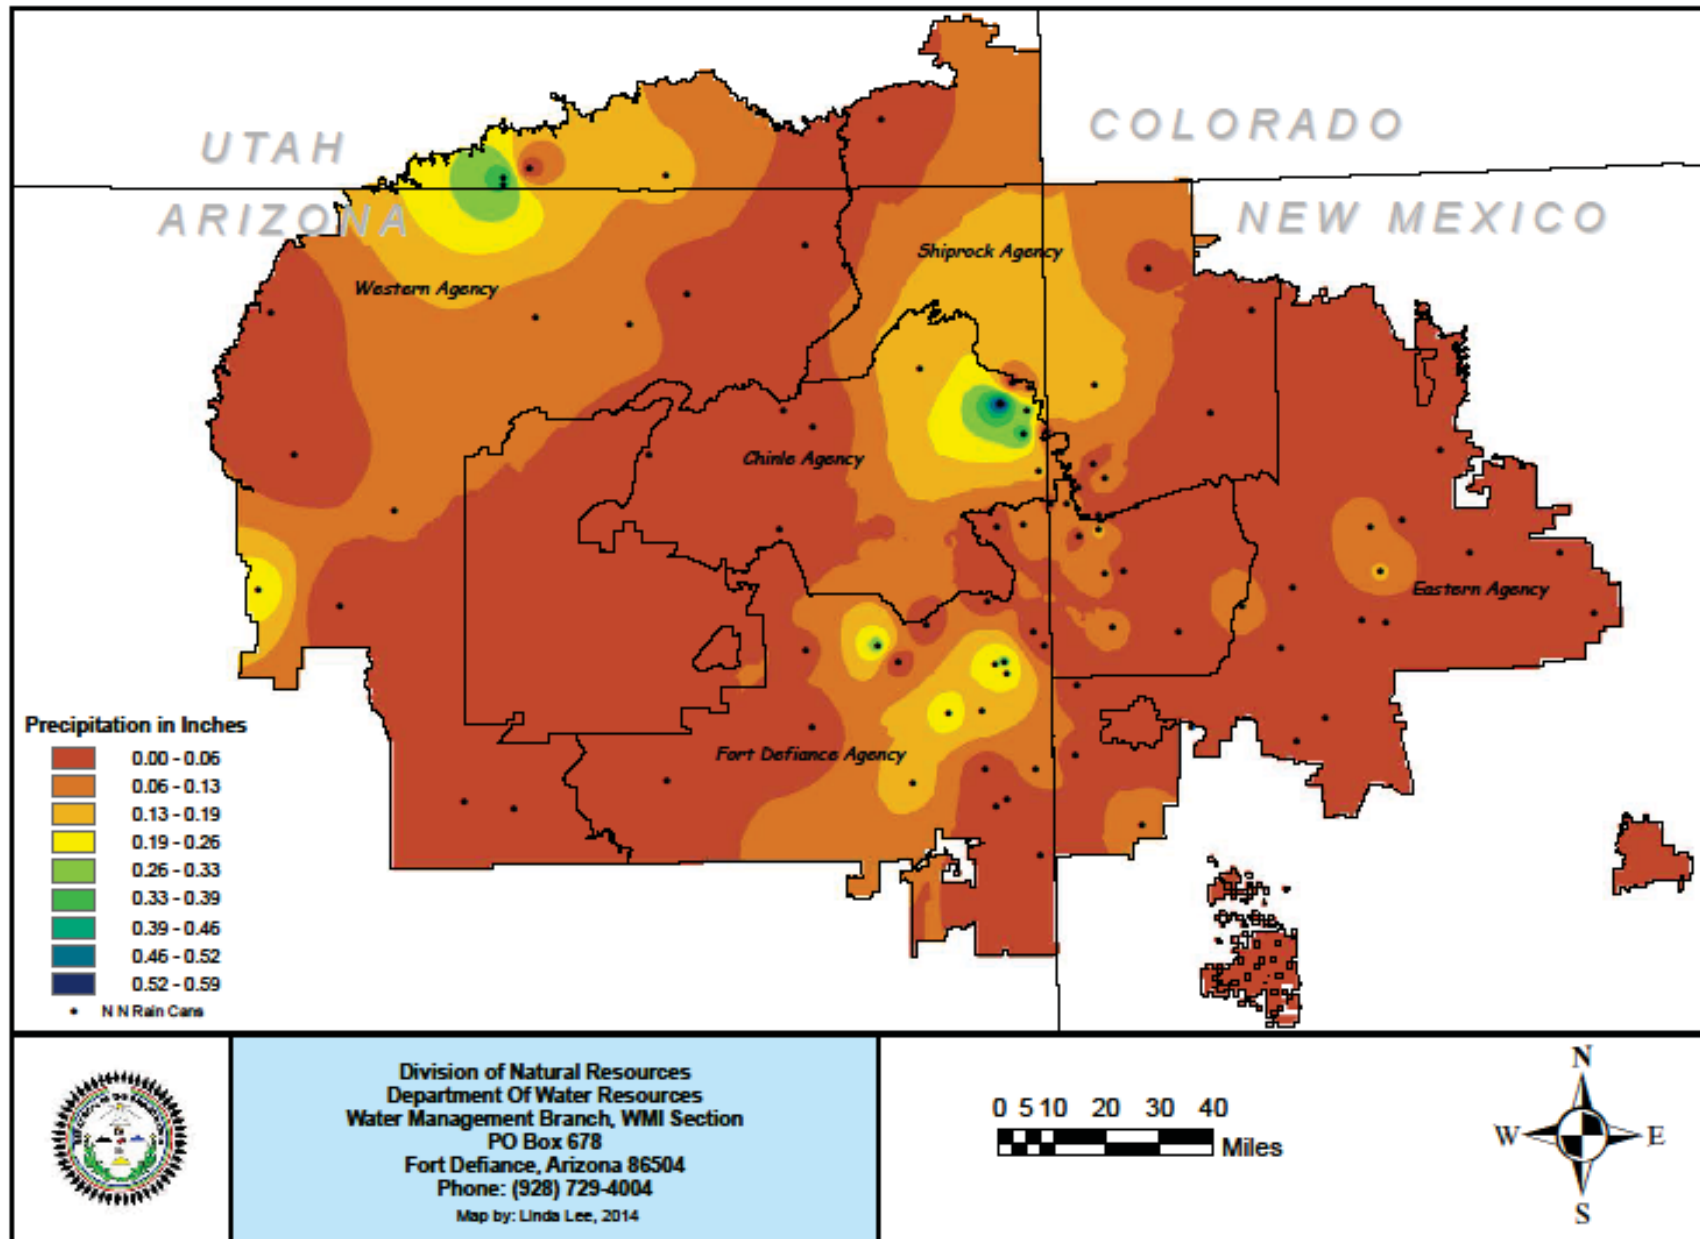 UTAH
COLORADO
ARIZONA
NEW MEXICO
Shiprock Agency
Western Agency
Chinle Agency
Eastern Agency
Fort Defiance Agency
Precipitation in Inches
0.00 - 0.06
0.06 - 0.13
0.13 - 0.19
0.19 - 0.26
0.26 - 0.33
0.33 - 0.39
0.39 - 0.46
0.46 - 0.52
0.52 - 0.59
N N Rain Cans
Division of Natural Resources
Department Of Water Resources
Water Management Branch, WMI Section
PO Box 678
Fort Defiance, Arizona 86504
Phone: (928) 729-4004
Map by: Linda Lee, 2014
0 5 10 20 30 40
Miles
N
W E
S